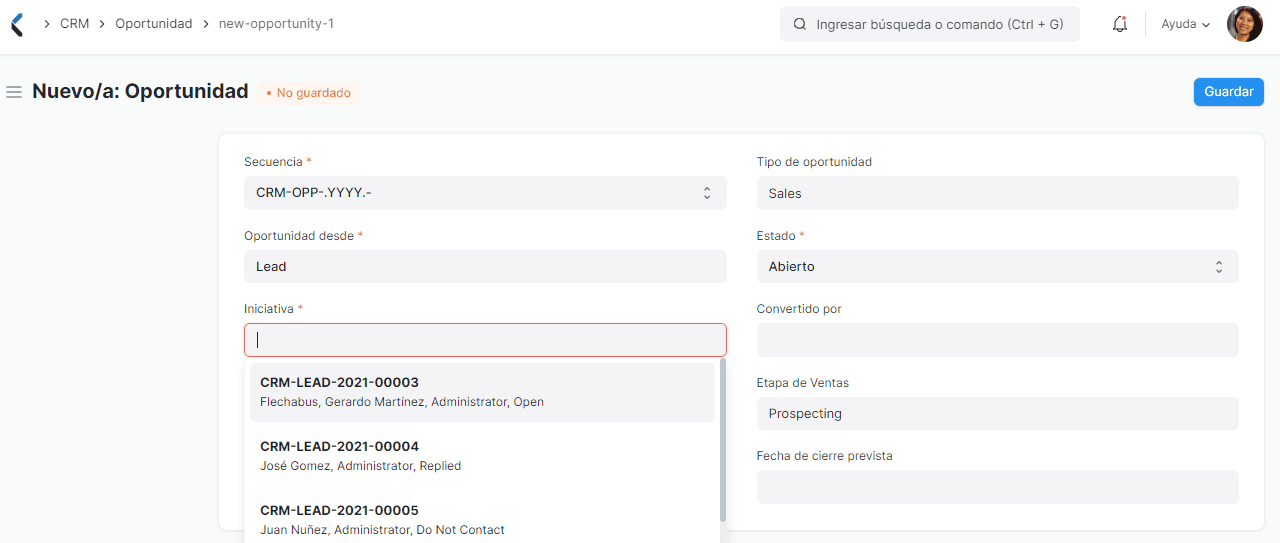 CRM
Oportunidad
new-opportunity-1
Ingresar búsqueda o comando (Ctrl + G)
Ayuda
Nuevo/a: Oportunidad
• No guardado
Guardar
Secuencia *
CRM-OPP-.YYYY.-
Oportunidad desde *
Lead
Iniciativa *
CRM-LEAD-2021-00003
Flechabus, Gerardo Martínez, Administrator, Open
CRM-LEAD-2021-00004
José Gomez, Administrator, Replied
CRM-LEAD-2021-00005
Juan Nuñez, Administrator, Do Not Contact
Tipo de oportunidad
Sales
Estado *
Abierto
Convertido por
Etapa de Ventas
Prospecting
Fecha de cierre prevista